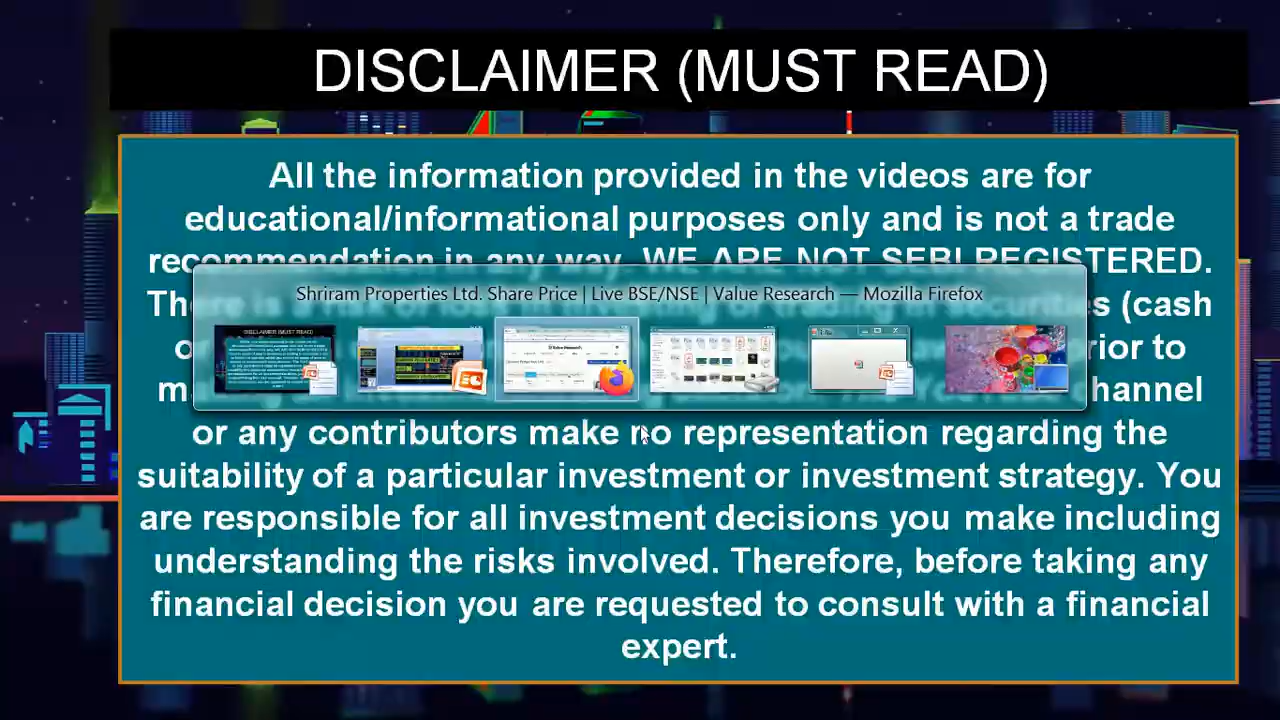 DISCLAIMER (MUST READ)
All the information provided in the videos are for
educational/informational purposes only and is not a trade
recommendation in any way. WE ARE NOT SEBI REGISTERED.
Shriram Properties Ltd. Share Price | Live BSE/NSE | Value Research — Mozilla Firefox
(cash
to
or any contributors make no representation regarding the
suitability of a particular investment or investment strategy. You
are responsible for all investment decisions you make including
understanding the risks involved. Therefore, before taking any
financial decision you are requested to consult with a financial
expert.